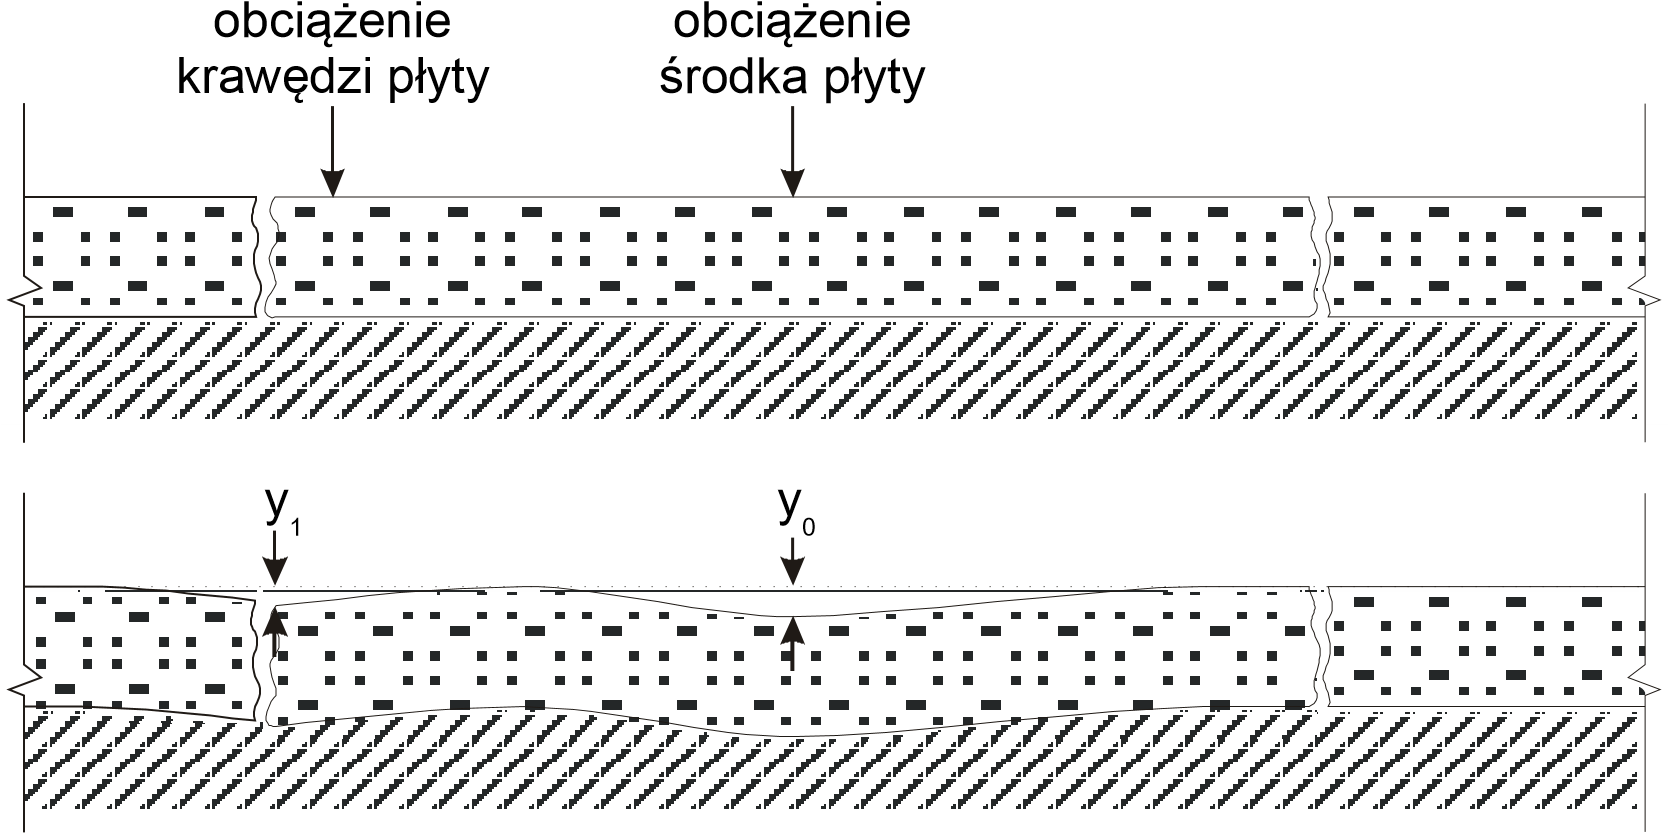 obciążenie
krawędzi płyty
obciążenie
środka płyty
y₁
y₀